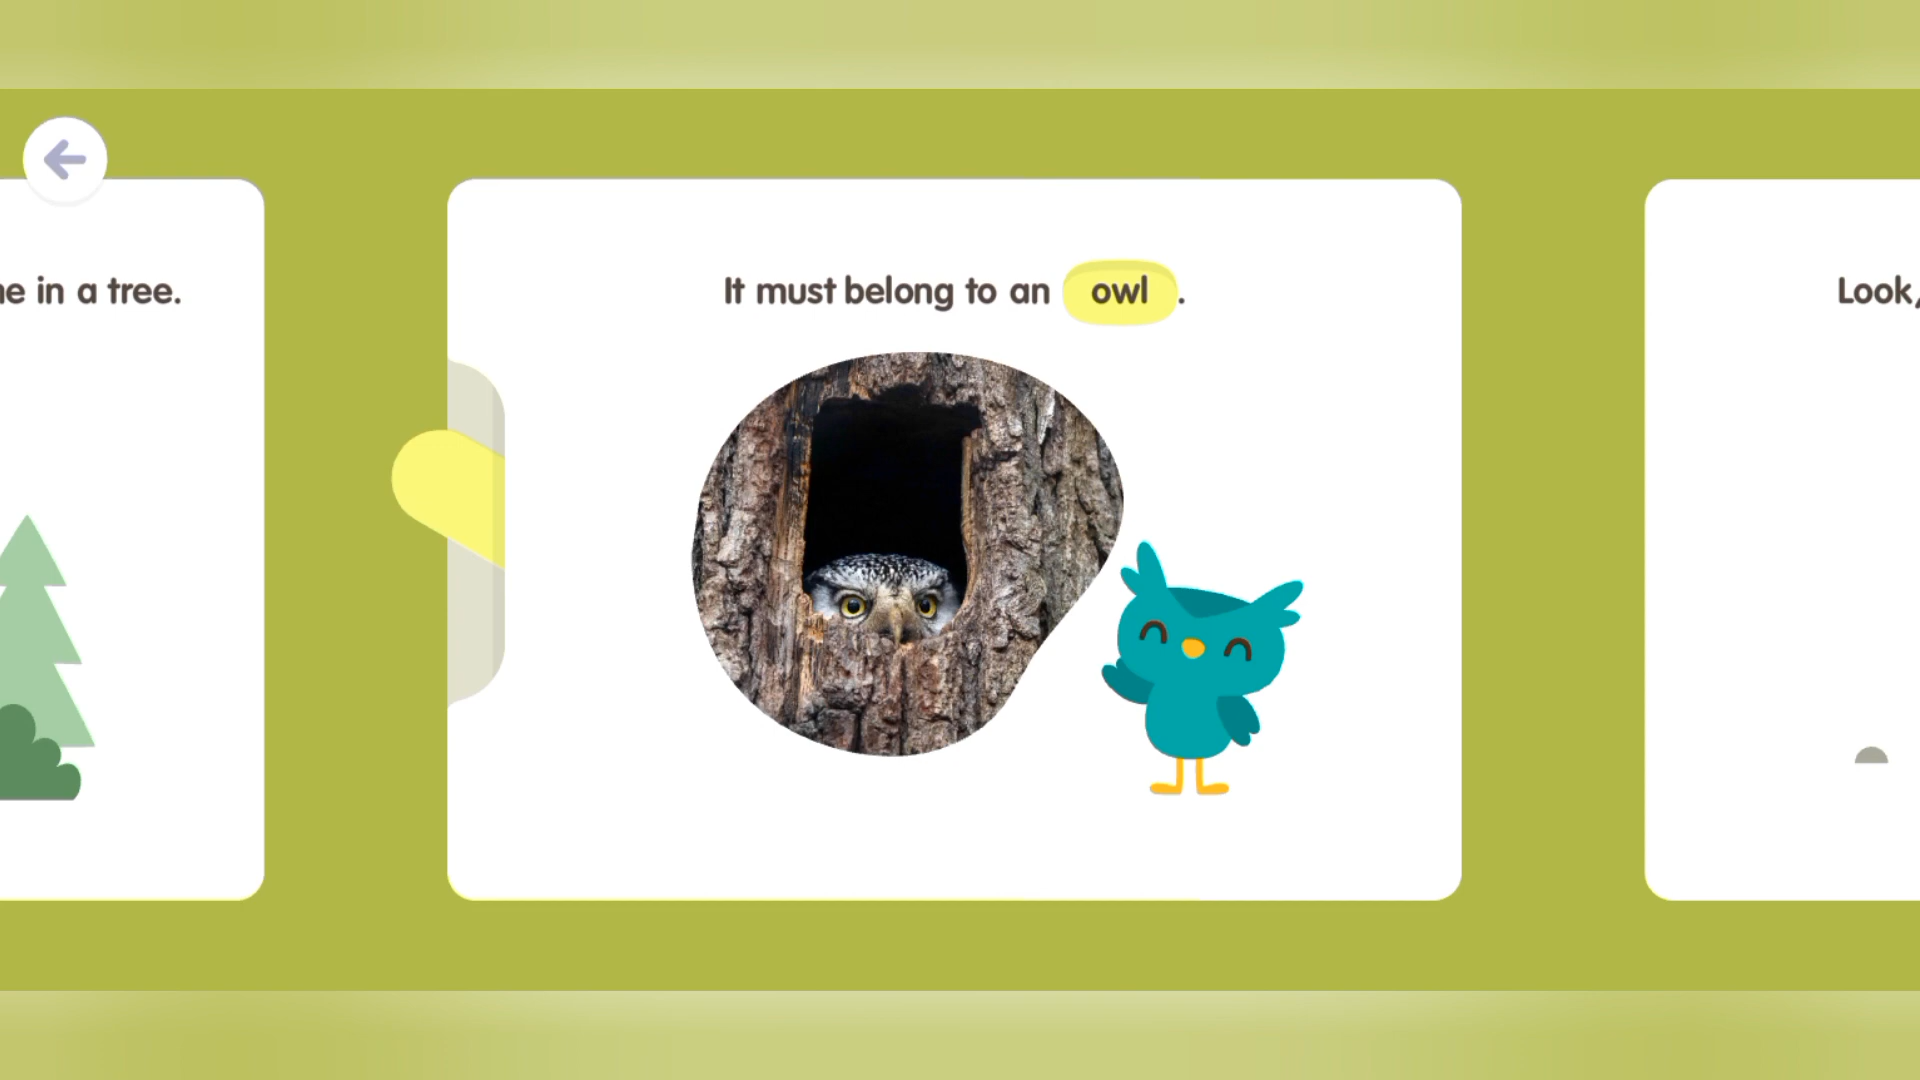 e in a tree.
It must belong to an owl.
Look,